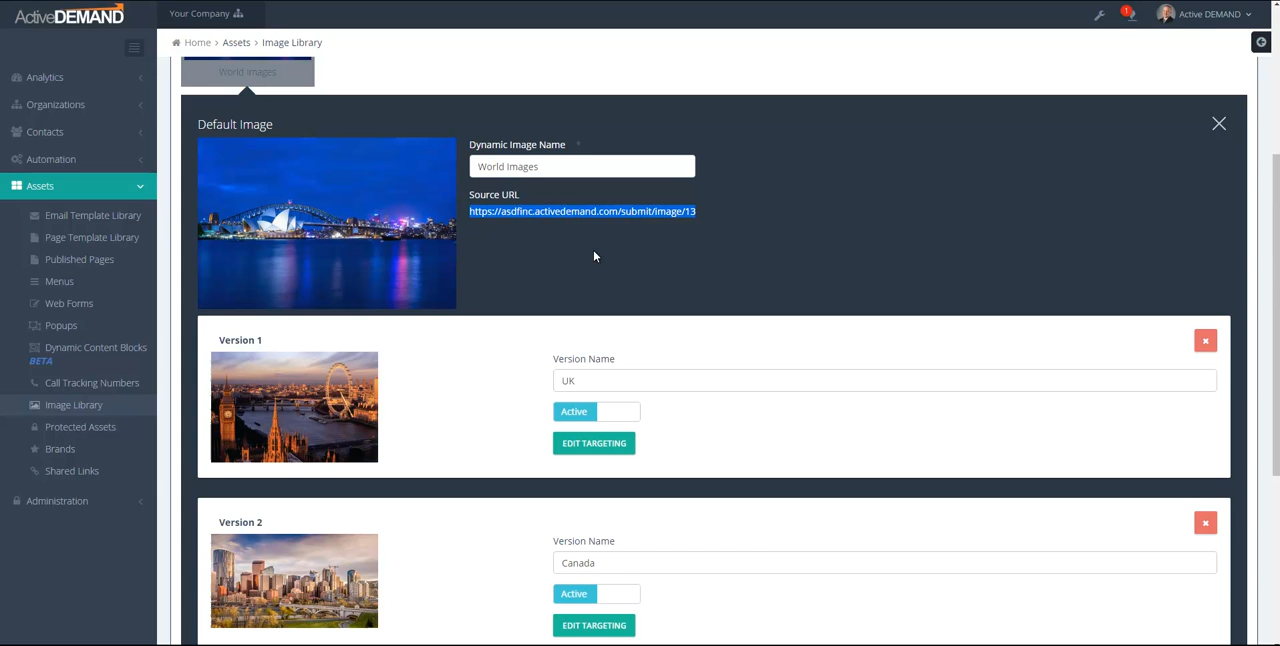 ActiveDEMAND
Your Company
1
Active DEMAND
Home > Assets > Image Library
Analytics
Organizations
Contacts
Automation
Assets
Email Template Library
Page Template Library
Published Pages
Menus
Web Forms
Popups
Dynamic Content Blocks
BETA
Call Tracking Numbers
Image Library
Protected Assets
Brands
Shared Links
Administration
World Images
Default Image
Dynamic Image Name *
World Images
Source URL
https://asdfinc.activedemand.com/submit/image/13
Version 1
Version Name
UK
Active
EDIT TARGETING
Version 2
Version Name
Canada
Active
EDIT TARGETING